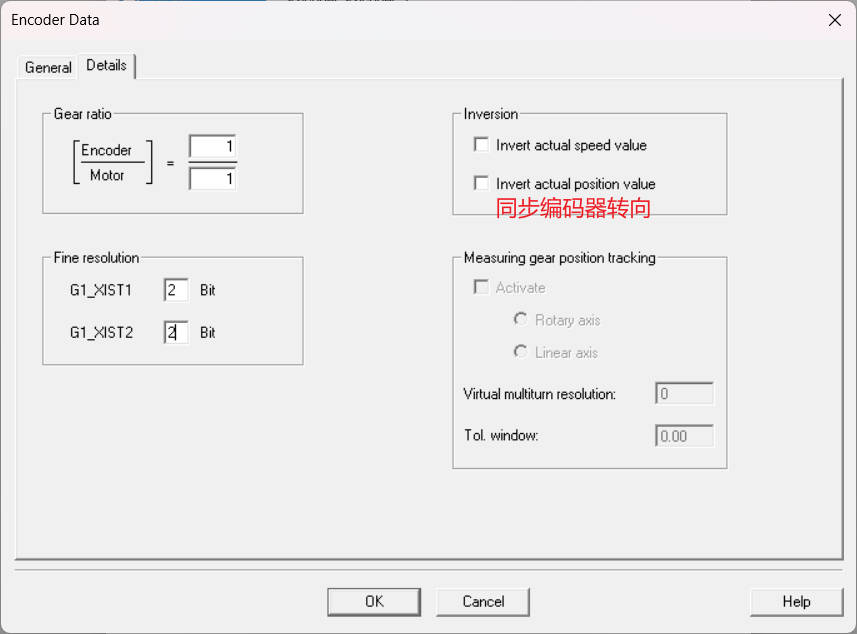 Encoder Data
General
Details
Gear ratio
Encoder
Motor
=
1
1
Inversion
Invert actual speed value
Invert actual position value
同步编码器转向
Fine resolution
G1_XIST1 2 Bit
G1_XIST2 2 Bit
Measuring gear position tracking
Activate
Rotary axis
Linear axis
Virtual multiturn resolution: 0
Tol. window: 0.00
OK
Cancel
Help